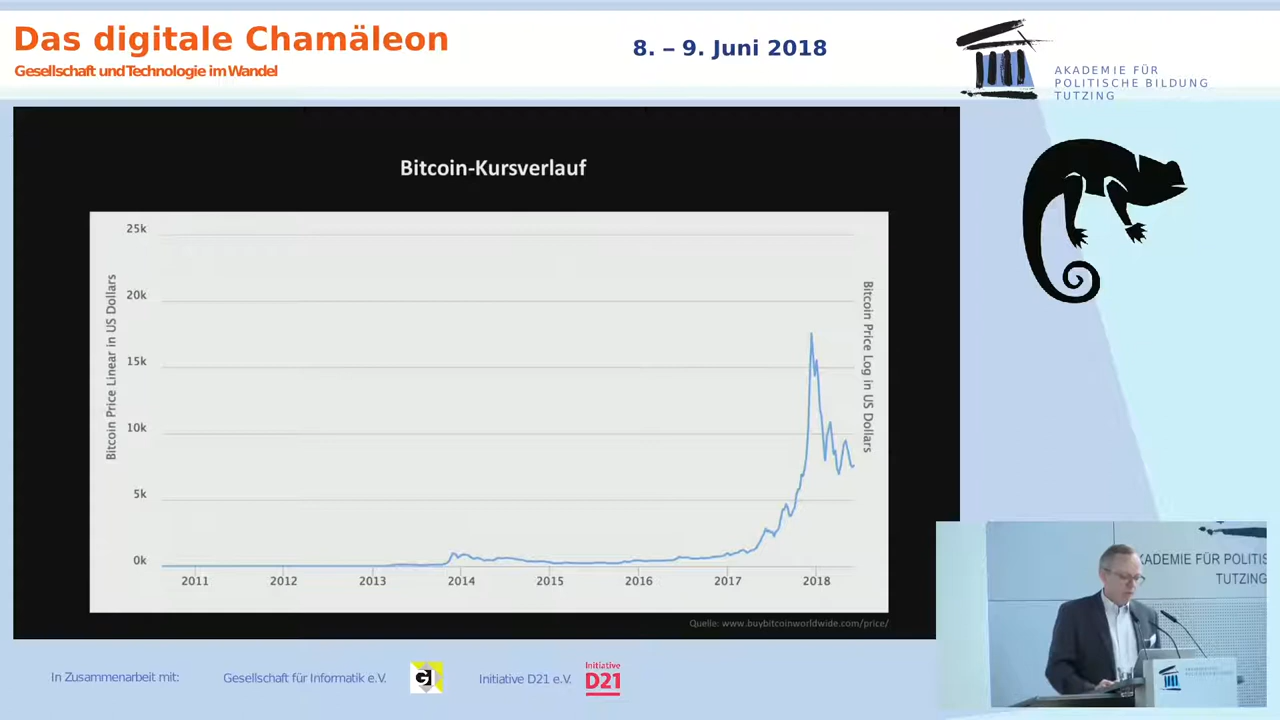 Das digitale Chamäleon
Gesellschaft und Technologie im Wandel
8. – 9. Juni 2018
AKADEMIE FÜR
POLITISCHE BILDUNG
TUTZING
Bitcoin-Kursverlauf
25k
20k
15k
10k
5k
0k
Bitcoin Price Linear in US Dollars
Bitcoin Price Log in US Dollars
2011 2012 2013 2014 2015 2016 2017 2018
Quelle: www.buybitcoinworldwide.com/price/
KADEMIE FÜR POLITIS
TUTZING
In Zusammenarbeit mit:
Gesellschaft für Informatik e.V.
GI
Initiative D21 e.V.
Initiative
D21